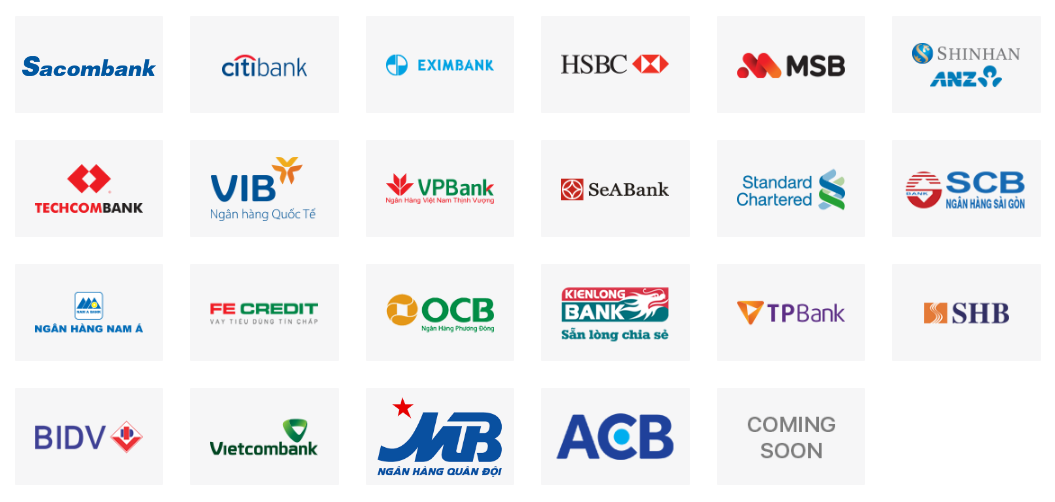 Sacombank
citibank
EXIMBANK
HSBC
MSB
SHINHAN
ANZ
TECHCOMBANK
VIB
Ngân hàng Quốc Tế
VPBank
Ngân Hàng Việt Nam Thịnh Vượng
SeABank
Standard
Chartered
BANK
SCB
NGÂN HÀNG SÀI GÒN
NAM A BANK
NGÂN HÀNG NAM Á
FE CREDIT
VAY TIÊU DÙNG TÍN CHẤP
OCB
Ngân Hàng Phương Đông
KIENLONG
BANK
Sẵn lòng chia sẻ
TPBank
SHB
BIDV
Vietcombank
MB
NGÂN HÀNG QUÂN ĐỘI
ACB
COMING
SOON